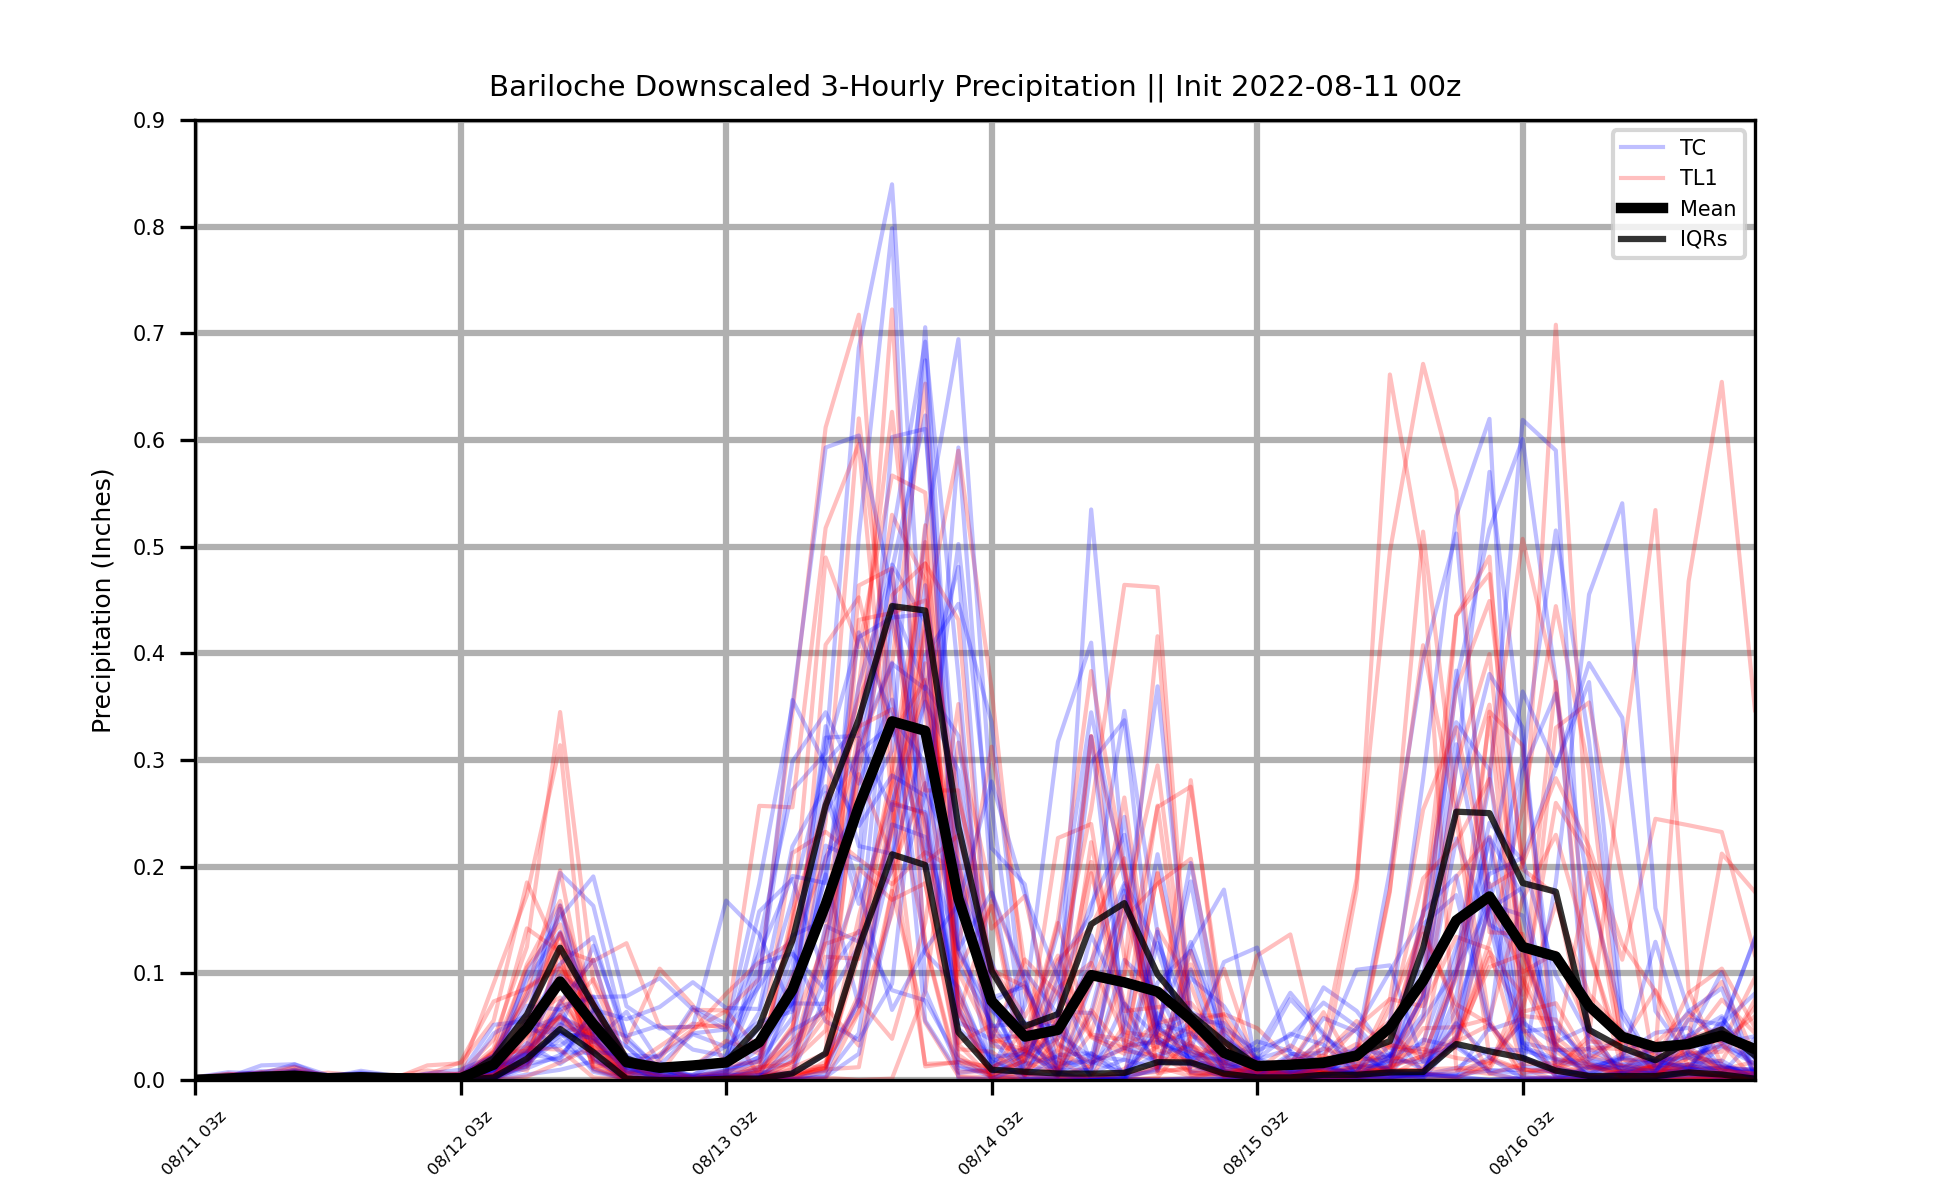 Bariloche Downscaled 3-Hourly Precipitation || Init 2022-08-11 00z
TC
TL1
Mean
IQRs
Precipitation (Inches)
0.9
0.8
0.7
0.6
0.5
0.4
0.3
0.2
0.1
0.0
08/11 03z
08/12 03z
08/13 03z
08/14 03z
08/15 03z
08/16 03z